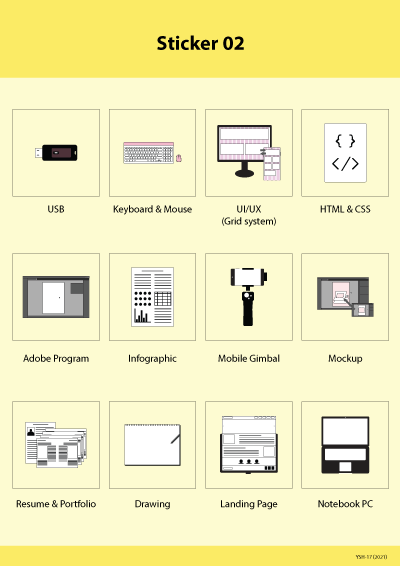 Sticker 02
USB
Keyboard & Mouse
UI/UX
(Grid system)
HTML & CSS
{ }
</>
Adobe Program
Infographic
Mobile Gimbal
Mockup
Resume & Portfolio
Drawing
Landing Page
Notebook PC
YSY-17 (2021)